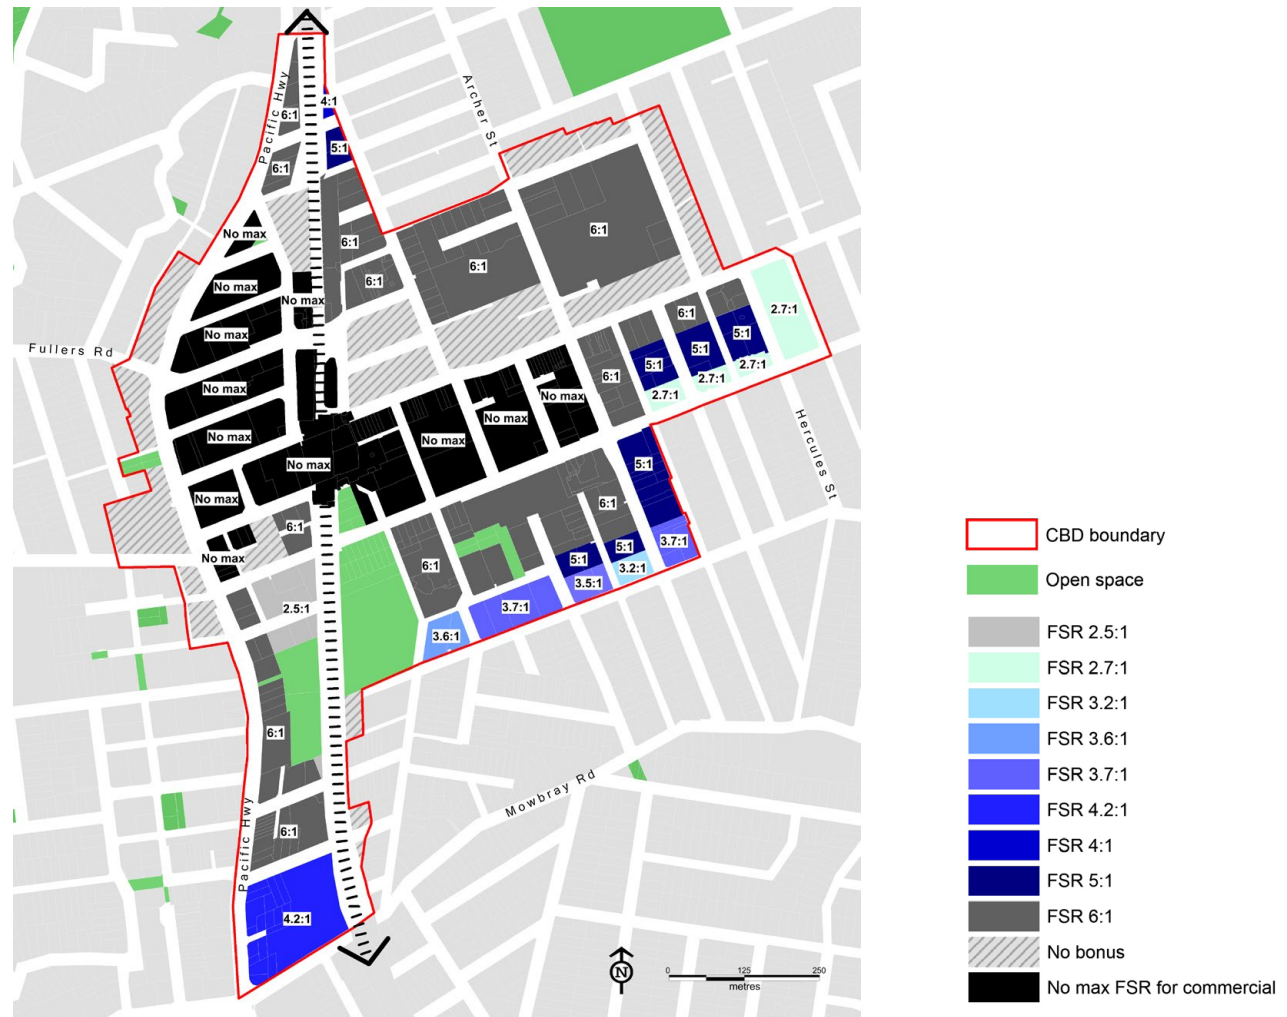 4:1
Pacific Hwy
6:1
Archer St
5:1
6:1
No max
6:1
6:1
6:1
6:1
No max
No max
2.7:1
6:1
No max
5:1
Fullers Rd
5:1
5:1
2.7:1
6:1
2.7:1
No max
2.7:1
No max
No max
No max
No max
Hercules St
No max
5:1
No max
6:1
6:1
3.7:1
5:1
5:1
No max
6:1
3.2:1
3.5:1
2.5:1
3.7:1
3.6:1
6:1
Mowbray Rd
6:1
Pacific Hwy
4.2:1
N
0 125 250
metres
CBD boundary
Open space
FSR 2.5:1
FSR 2.7:1
FSR 3.2:1
FSR 3.6:1
FSR 3.7:1
FSR 4.2:1
FSR 4:1
FSR 5:1
FSR 6:1
No bonus
No max FSR for commercial